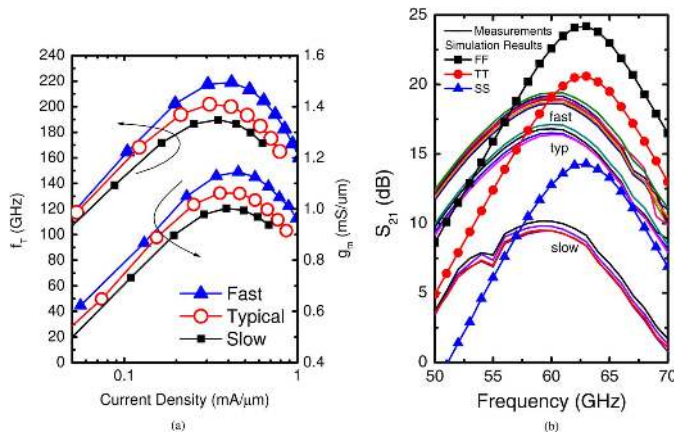 (a)
220
200
180
160
140
120
100
80
60
40
20
0
f_T (GHz)
1.6
1.4
1.2
1.0
0.8
0.6
0.4
g_m (mS/um)
Fast
Typical
Slow
0.1
1
Current Density (mA/μm)
(a)
(b)
25
20
15
10
5
0
S_21 (dB)
Measurements
Simulation Results
FF
TT
SS
fast
typ
slow
50
55
60
65
70
Frequency (GHz)
(b)